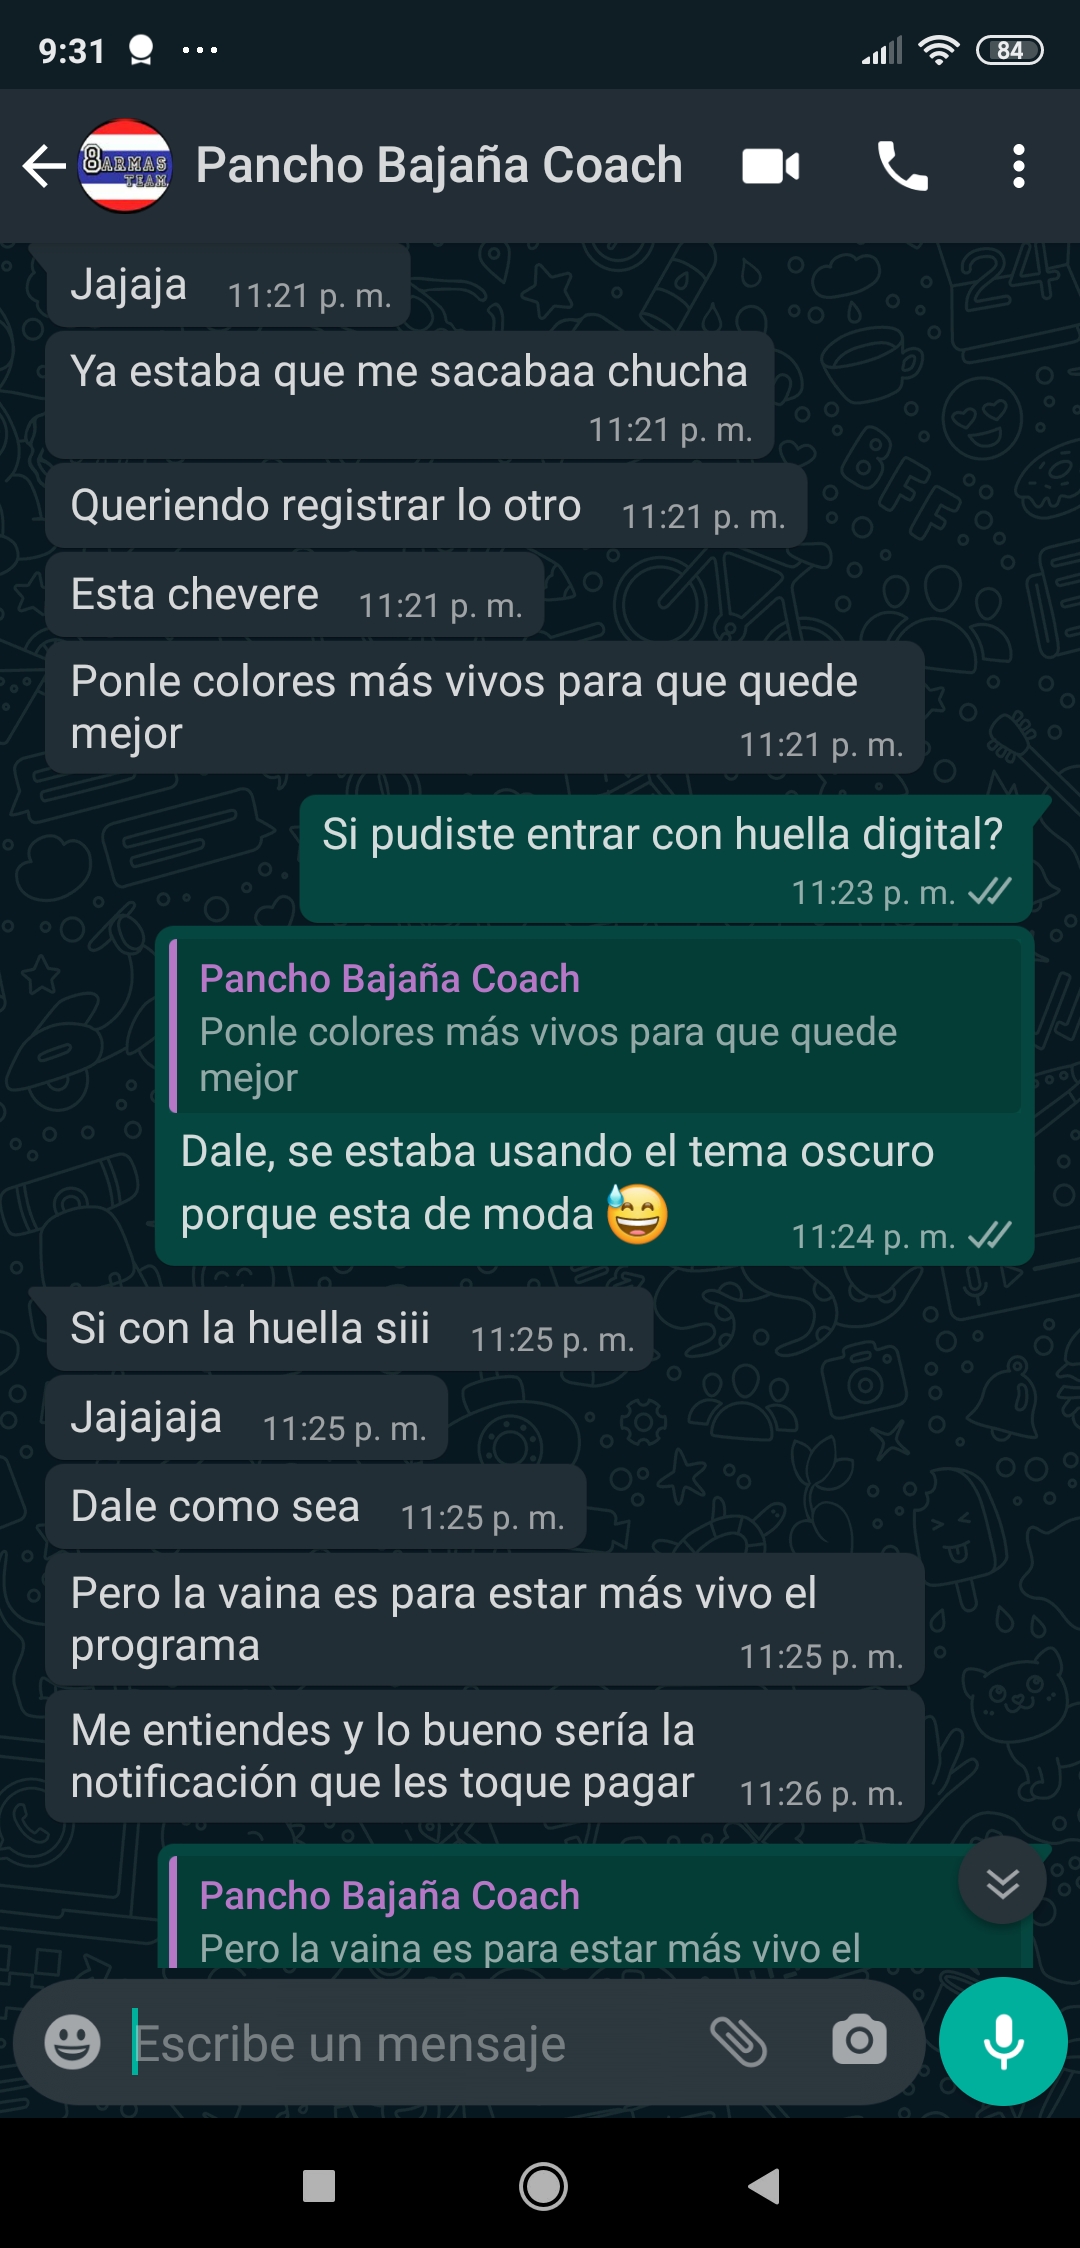 9:31 ... 84
8ARMAS
TEAM
Pancho Bajaña Coach
Jajaja 11:21 p. m.
Ya estaba que me sacabaa chucha
11:21 p. m.
Queriendo registrar lo otro 11:21 p. m.
Esta chevere 11:21 p. m.
Ponle colores más vivos para que quede
mejor 11:21 p. m.
Si pudiste entrar con huella digital?
11:23 p. m.
Pancho Bajaña Coach
Ponle colores más vivos para que quede
mejor
Dale, se estaba usando el tema oscuro
porque esta de moda 😅 11:24 p. m.
Si con la huella siii 11:25 p. m.
Jajajaja 11:25 p. m.
Dale como sea 11:25 p. m.
Pero la vaina es para estar más vivo el
programa 11:25 p. m.
Me entiendes y lo bueno sería la
notificación que les toque pagar 11:26 p. m.
Pancho Bajaña Coach
Pero la vaina es para estar más vivo el
Escribe un mensaje